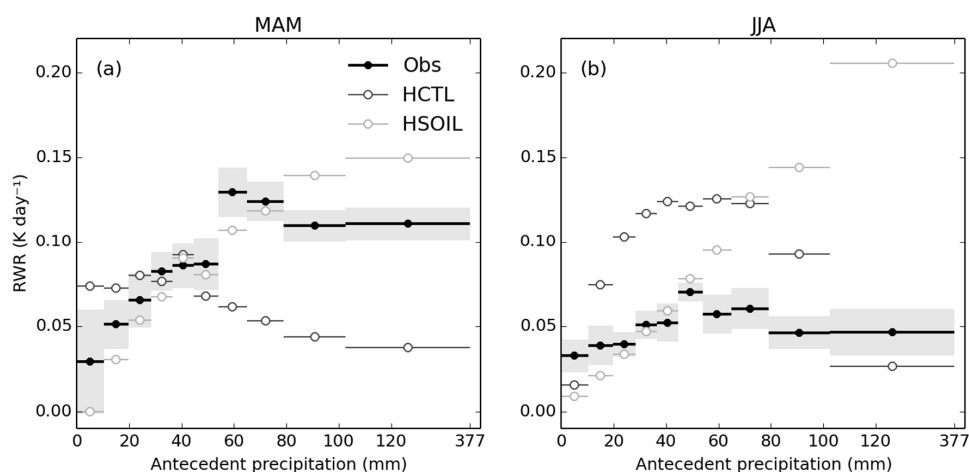 MAM
JJA
(a)
Obs
HCTL
HSOIL
(b)
0.20
0.15
0.10
0.05
0.00
RWR (K day⁻¹)
0 20 40 60 80 100 120 377
Antecedent precipitation (mm)
0.20
0.15
0.10
0.05
0.00
0 20 40 60 80 100 120 377
Antecedent precipitation (mm)